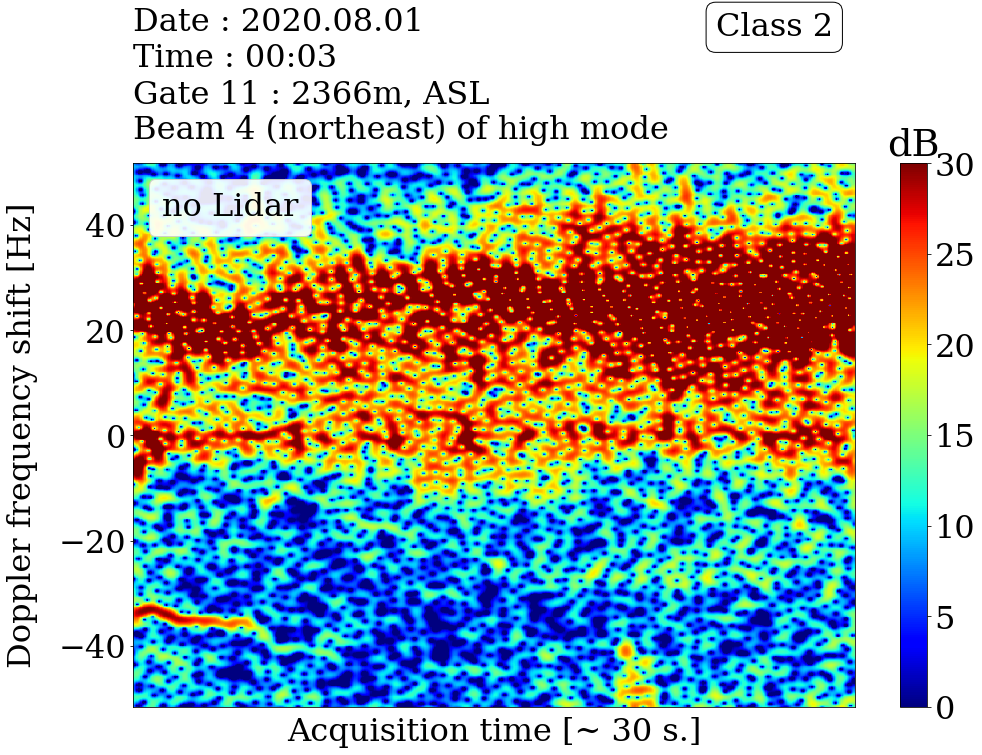 Date : 2020.08.01
Class 2
Time : 00:03
Gate 11 : 2366m, ASL
Beam 4 (northeast) of high mode
dB
no Lidar
Doppler frequency shift [Hz]
40
20
0
−20
−40
30
25
20
15
10
5
0
Acquisition time [~ 30 s.]